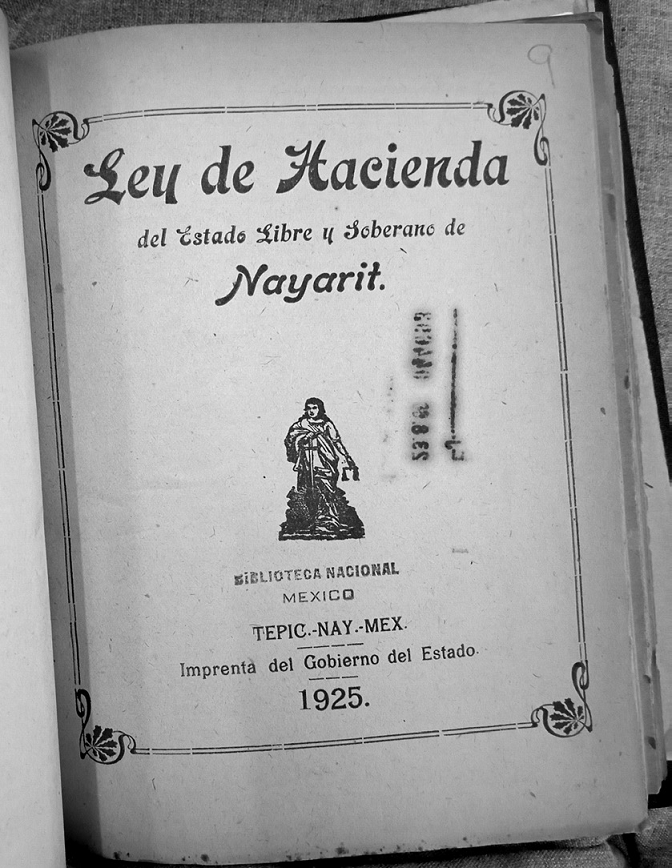 9
Ley de Hacienda
del Estado Libre y Soberano de
Nayarit.
BIBLIOTECA NACIONAL
MEXICO
TEPIC.-NAY.-MEX.
Imprenta del Gobierno del Estado.
1925.